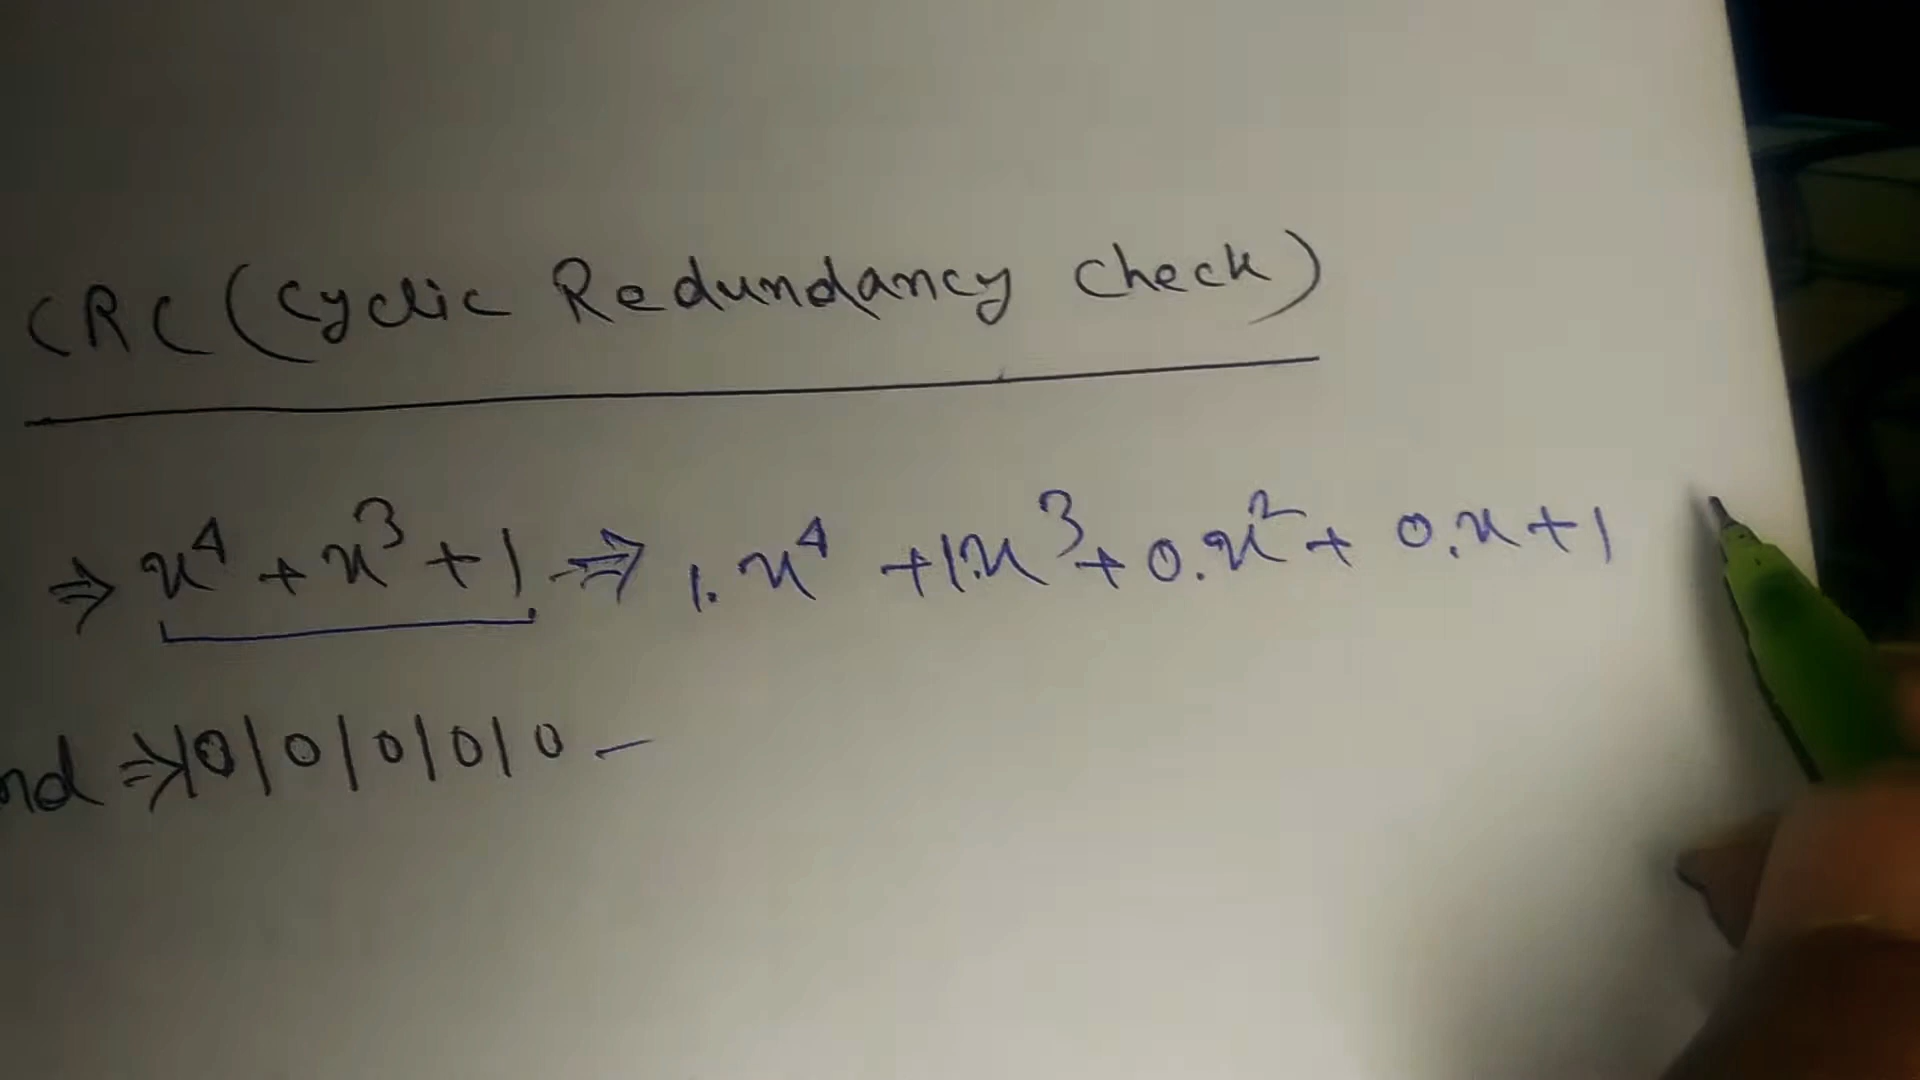 CRC (Cyclic Redundancy Check)
⇒ x⁴ + x³ + 1 ⇒ 1.x⁴ + 1.x³ + 0.x² + 0.x + 1
nd ⇒ 1010101010 –